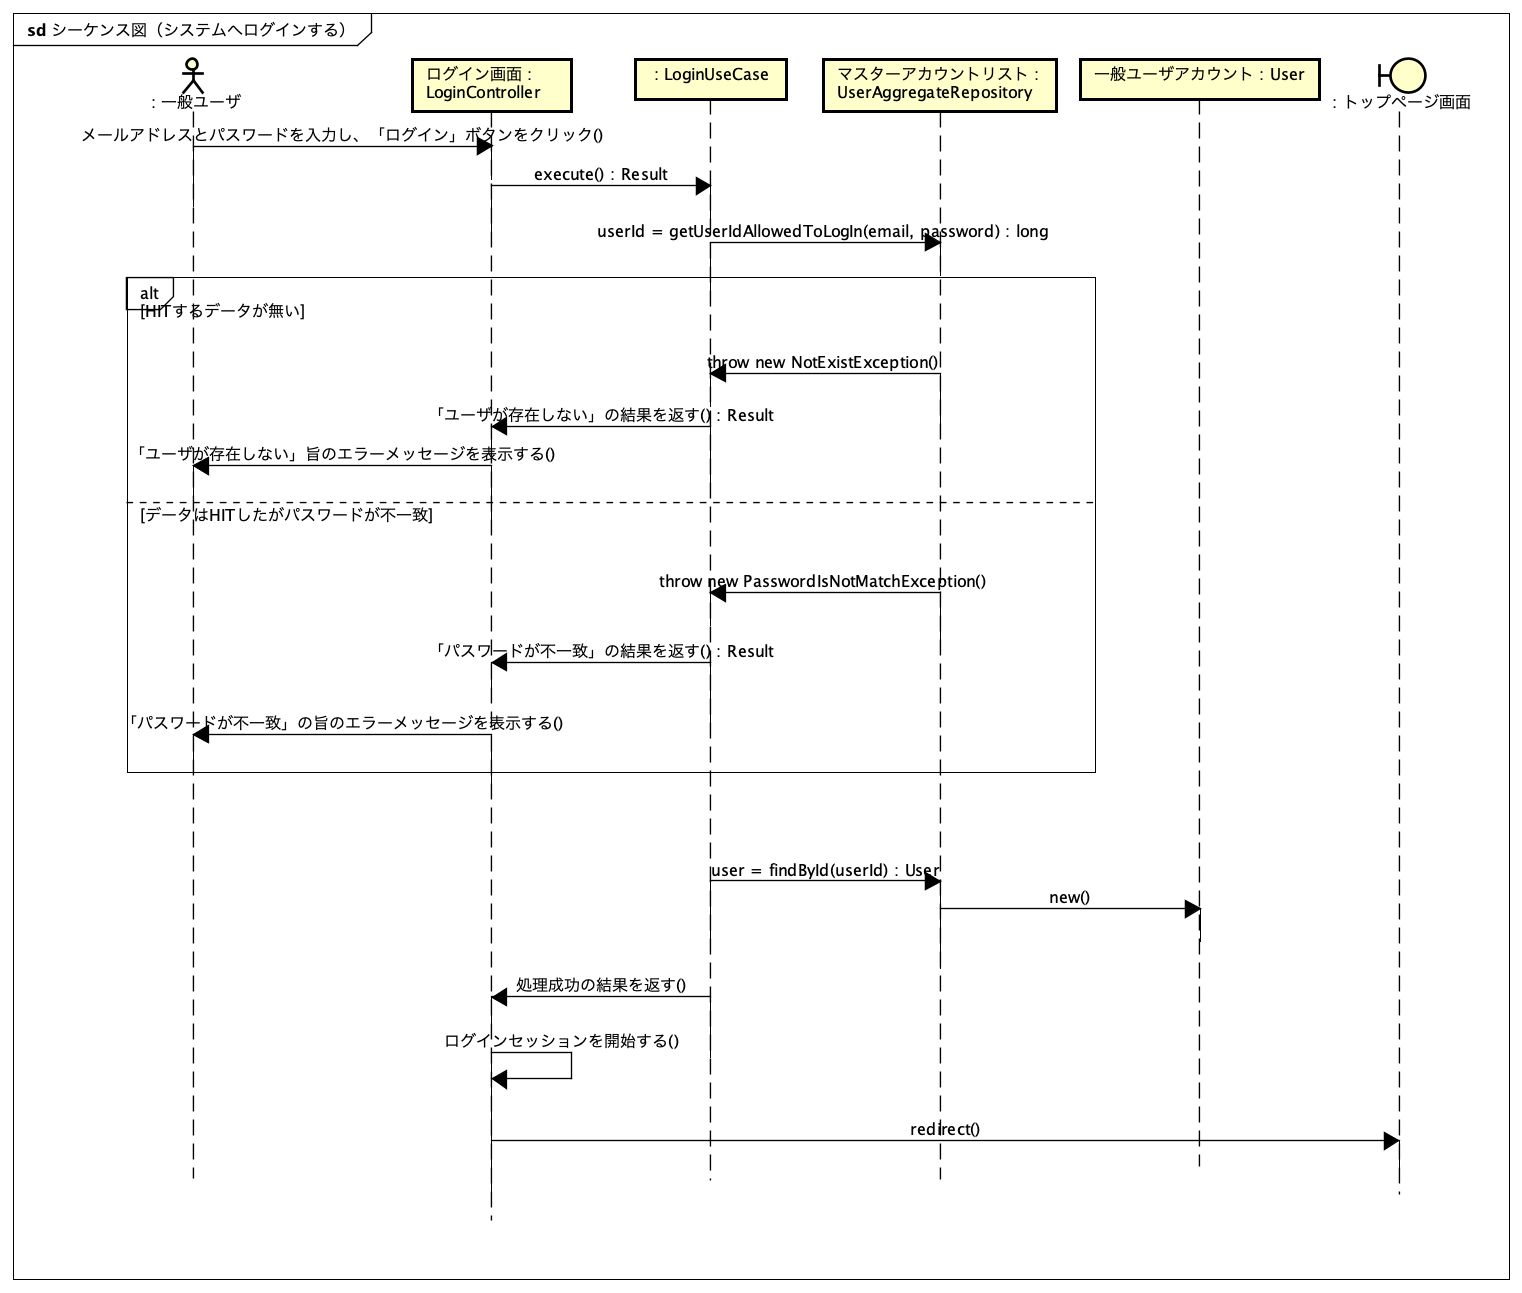 sd シーケンス図（システムへログインする）
: 一般ユーザ
ログイン画面 :
LoginController
: LoginUseCase
マスターアカウントリスト :
UserAggregateRepository
一般ユーザアカウント : User
: トップページ画面
メールアドレスとパスワードを入力し、「ログイン」ボタンをクリック()
execute() : Result
userId = getUserIdAllowedToLogIn(email, password) : long
alt
[HITするデータが無い]
throw new NotExistException()
「ユーザが存在しない」の結果を返す() : Result
「ユーザが存在しない」旨のエラーメッセージを表示する()
[データはHITしたがパスワードが不一致]
throw new PasswordIsNotMatchException()
「パスワードが不一致」の結果を返す() : Result
「パスワードが不一致」の旨のエラーメッセージを表示する()
user = findById(userId) : User
new()
処理成功の結果を返す()
ログインセッションを開始する()
redirect()